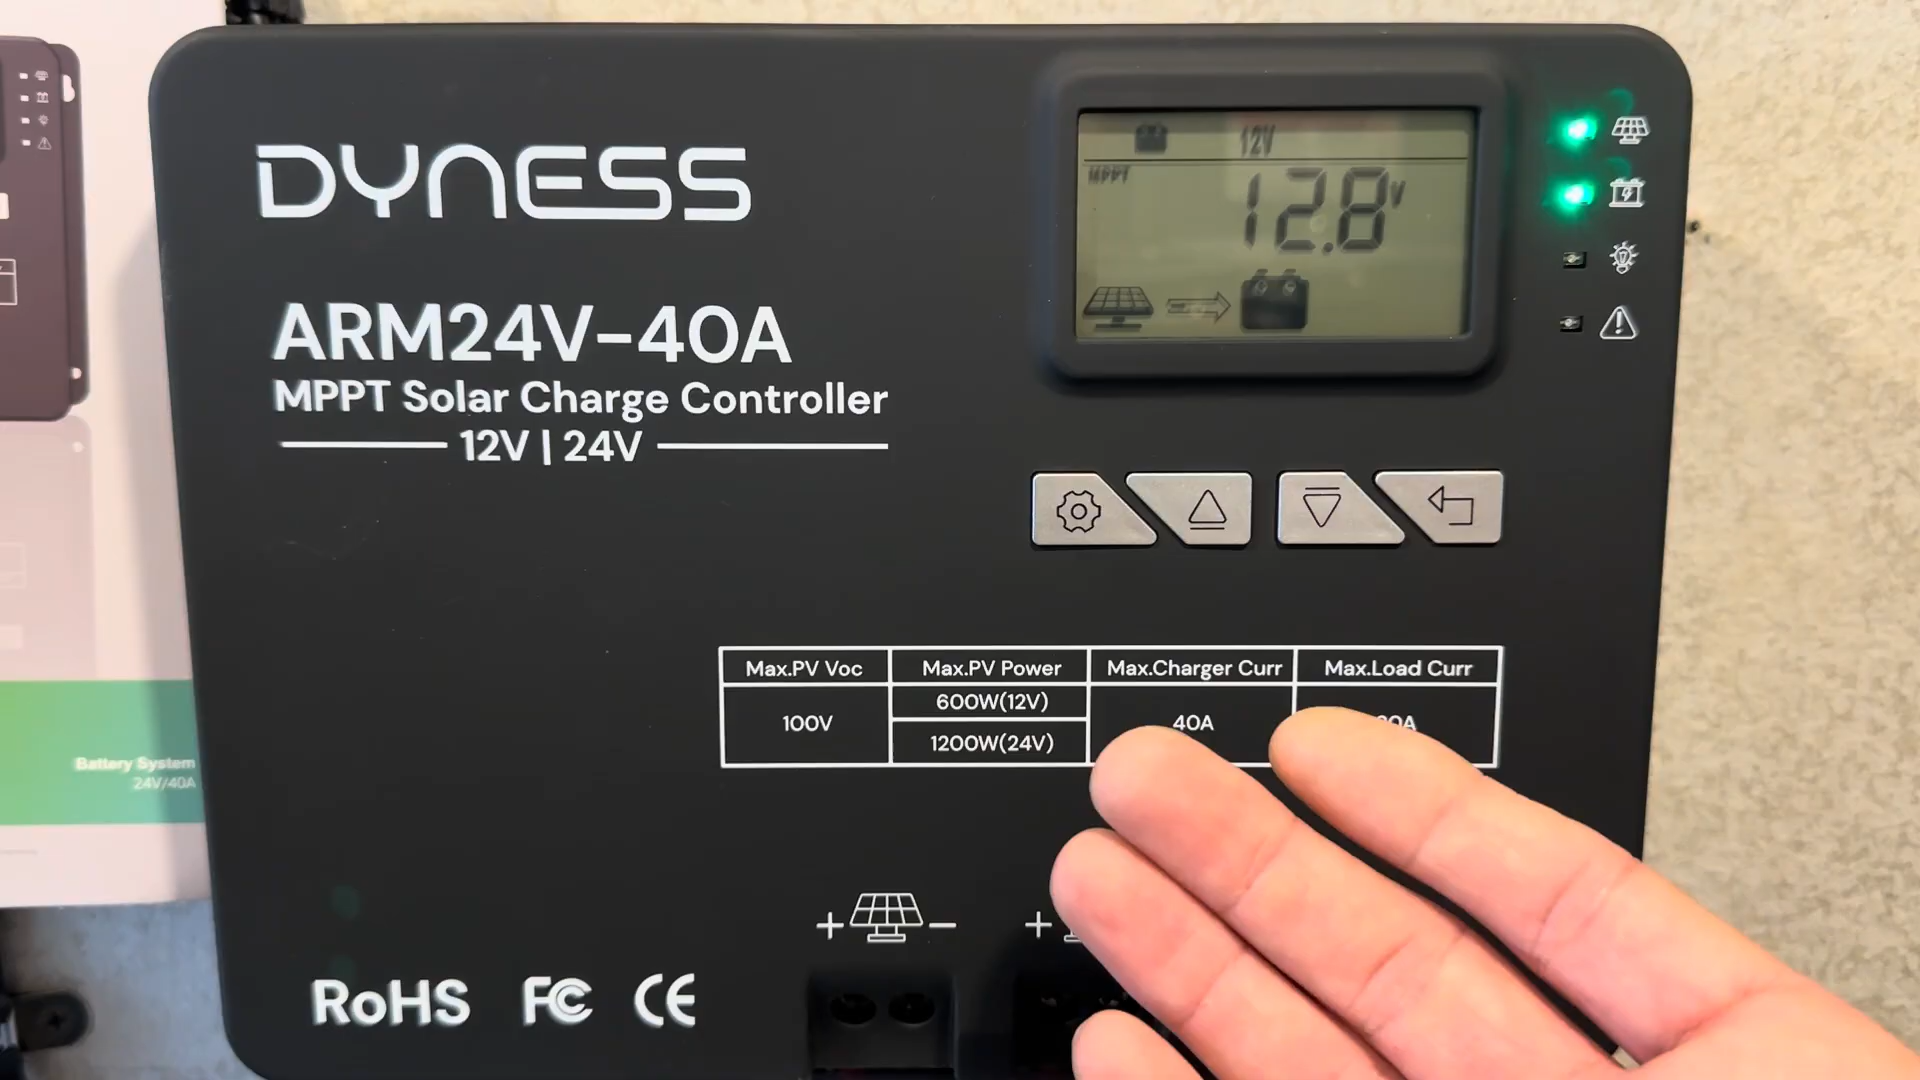 DYNESS
ARM24V-40A
MPPT Solar Charge Controller
12V | 24V
12V
MPPT
12.8V
Max.PV Voc
Max.PV Power
Max.Charger Curr
Max.Load Curr
100V
600W(12V)
1200W(24V)
40A
Battery System
24V/40A
RoHS
FC
CE